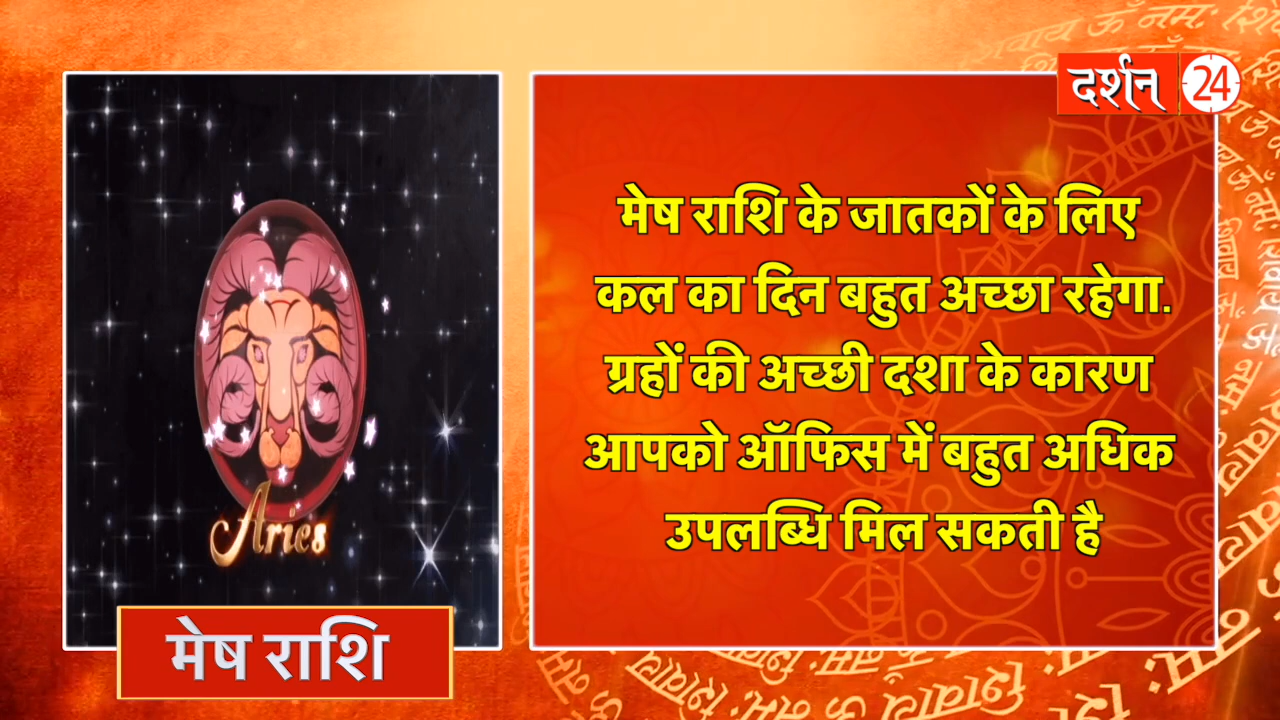 दर्शन 24
मेष राशि के जातकों के लिए
कल का दिन बहुत अच्छा रहेगा.
ग्रहों की अच्छी दशा के कारण
आपको ऑफिस में बहुत अधिक
उपलब्धि मिल सकती है
Aries
मेष राशि